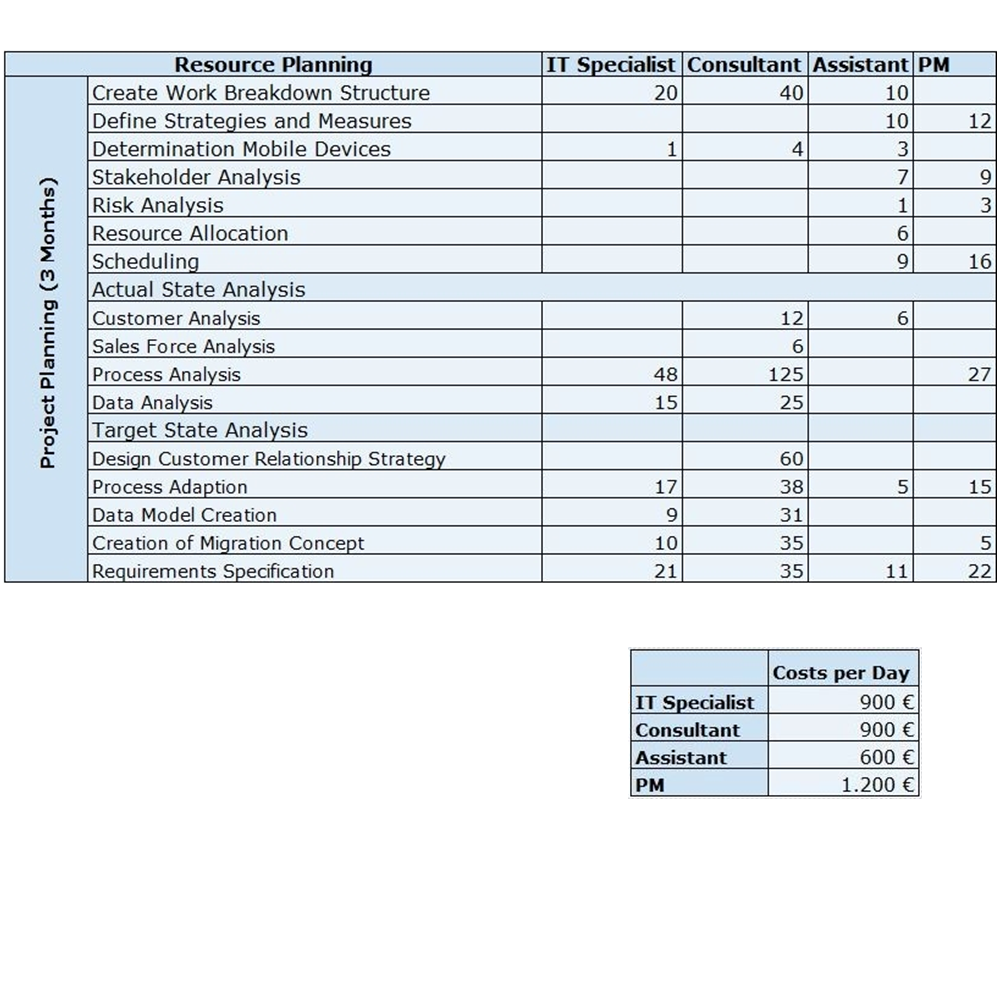 Resource Planning IT Specialist Consultant Assistant PM
Project Planning (3 Months)
Create Work Breakdown Structure 20 40 10
Define Strategies and Measures 10 12
Determination Mobile Devices 1 4 3
Stakeholder Analysis 7 9
Risk Analysis 1 3
Resource Allocation 6
Scheduling 9 16
Actual State Analysis
Customer Analysis 12 6
Sales Force Analysis 6
Process Analysis 48 125 27
Data Analysis 15 25
Target State Analysis
Design Customer Relationship Strategy 60
Process Adaption 17 38 5 15
Data Model Creation 9 31
Creation of Migration Concept 10 35 5
Requirements Specification 21 35 11 22
Costs per Day
IT Specialist 900 €
Consultant 900 €
Assistant 600 €
PM 1.200 €